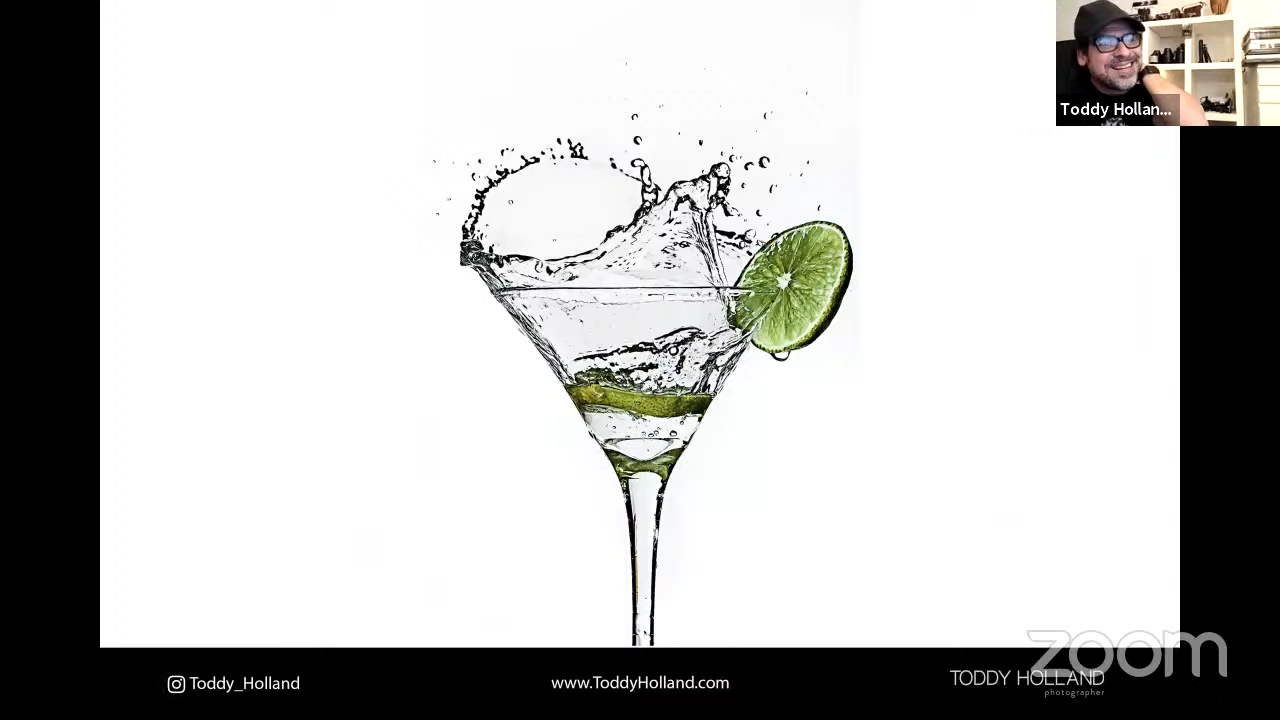 Toddy Hollan...
zoom
Toddy_Holland
www.ToddyHolland.com
TODDY HOLLAND
photographer